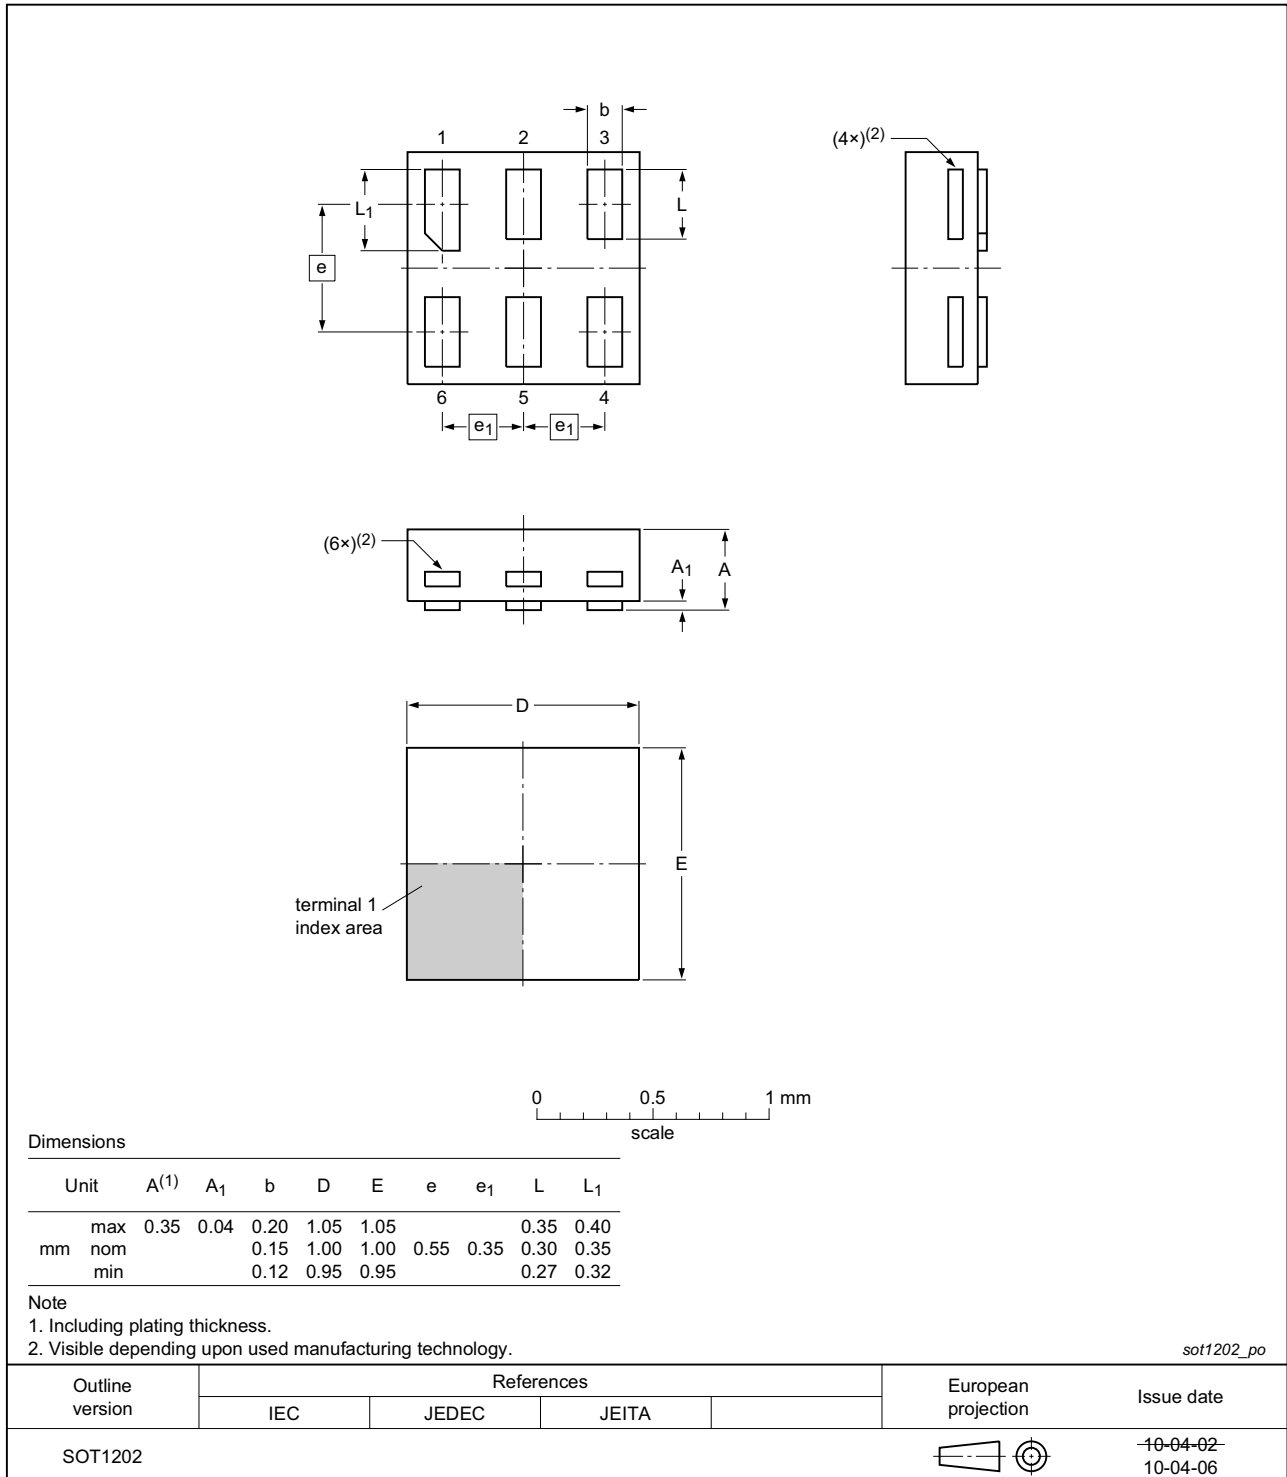 b
1 2 3
(4×)(2)
L1
L
e
6 5 4
e1 e1
(6×)(2)
A1 A
D
E
terminal 1
index area
0 0.5 1 mm
scale
Dimensions
Unit A(1) A1 b D E e e1 L L1
max 0.35 0.04 0.20 1.05 1.05 0.35 0.40
mm nom 0.15 1.00 1.00 0.55 0.35 0.30 0.35
min 0.12 0.95 0.95 0.27 0.32
Note
1. Including plating thickness.
2. Visible depending upon used manufacturing technology.
sot1202_po
Outline
version
References
IEC JEDEC JEITA
European
projection
Issue date
SOT1202
10-04-02
10-04-06